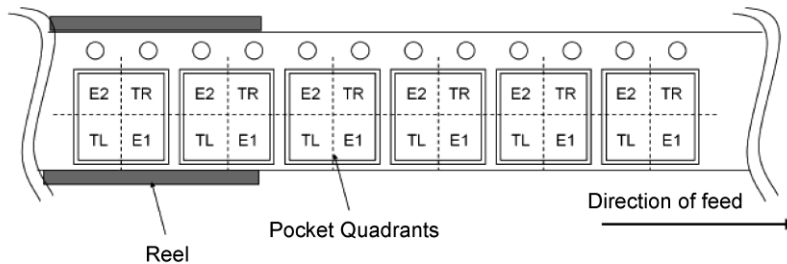 E2 TR E2 TR E2 TR E2 TR E2 TR E2 TR
TL E1 TL E1 TL E1 TL E1 TL E1 TL E1
Direction of feed
Pocket Quadrants
Reel